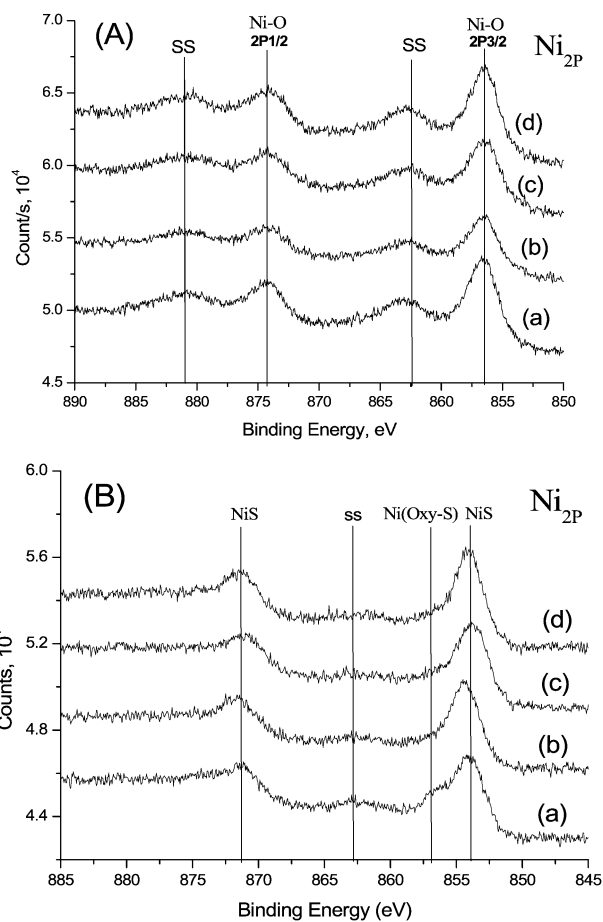 (A)
Ni-O
2P1/2
SS
SS
Ni-O
2P3/2
Ni2P
7.0
6.5
6.0
5.5
5.0
4.5
Count/s, 10^4
(d)
(c)
(b)
(a)
890 885 880 875 870 865 860 855 850
Binding Energy, eV
(B)
NiS
ss
Ni(Oxy-S)
NiS
Ni2P
6.0
5.6
5.2
4.8
4.4
Counts, 10
(d)
(c)
(b)
(a)
885 880 875 870 865 860 855 850 845
Binding Energy (eV)